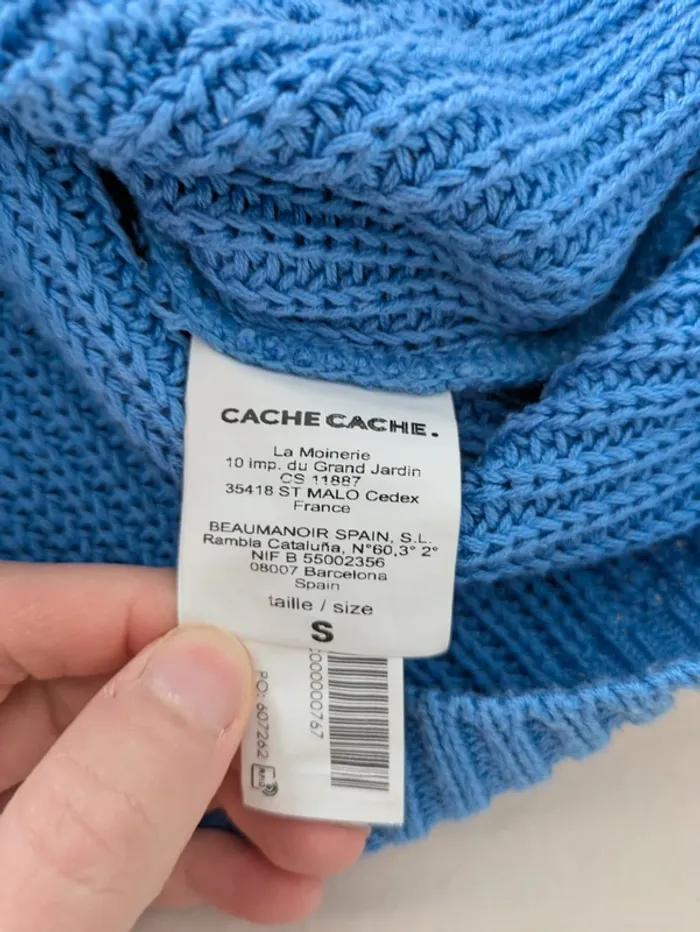 CACHE CACHE.
La Moinerie
10 imp. du Grand Jardin
CS 11887
35418 ST MALO Cedex
France
BEAUMANOIR SPAIN, S.L.
Rambla Cataluña, N°60,3° 2°
NIF B 55002356
08007 Barcelona
Spain
taille / size
S
000000767
PO: 607262